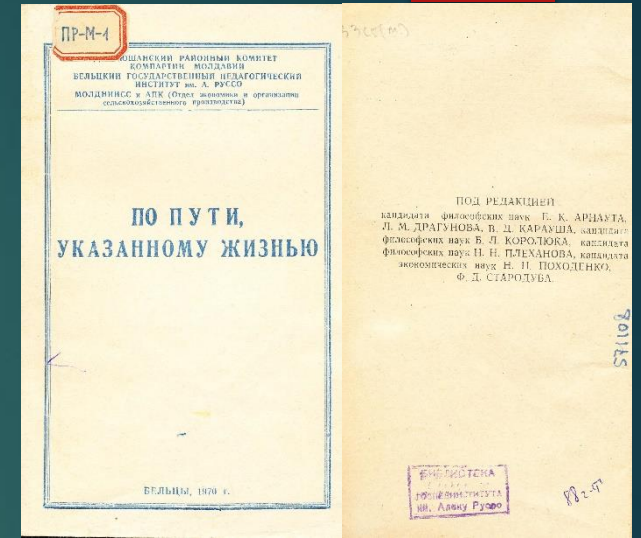 ПР-М-1
РАЙОННЫЙ КОМИТЕТ
КОМПАРТИИ МОЛДАВИИ
БЕЛЬЦКИЙ ГОСУДАРСТВЕННЫЙ ПЕДАГОГИЧЕСКИЙ
ИНСТИТУТ им. А. РУССО
МОЛДНИИСС и АПК (Отдел экономики и организации
сельскохозяйственного производства)
ПО ПУТИ,
УКАЗАННОМУ ЖИЗНЬЮ
БЕЛЬЦЫ, 1970 г.
ПОД РЕДАКЦИЕЙ
кандидата философских наук Е. К. АРНАУТА,
Л. М. ДРАГУНОВА, В. Д. КАРАУША, кандидата
философских наук Б. Л. КОРОЛЮКА, кандидата
философских наук Н. Н. ПЛЕХАНОВА, кандидата
экономических наук Н. П. ПОХОДЕНКО,
Ф. Д. СТАРОДУБА.
571108
БИБЛИОТЕКА
ГОСПЕДИНСТИТУТА
им. Алеку Руссо